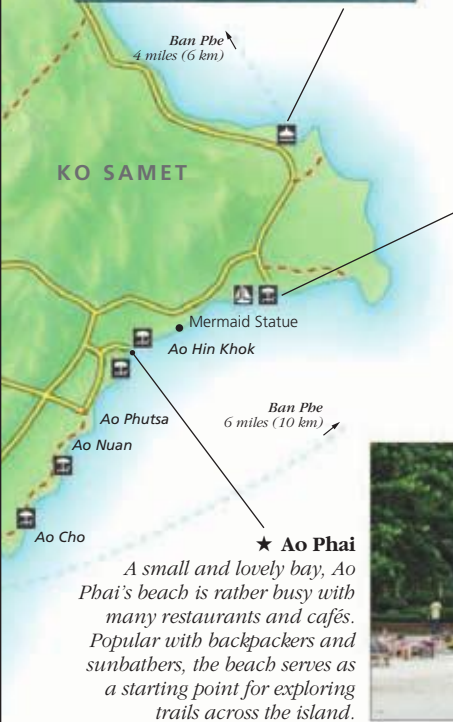 Ban Phe
4 miles (6 km)
KO SAMET
Mermaid Statue
Ao Hin Khok
Ao Phutsa
Ban Phe
6 miles (10 km)
Ao Nuan
Ao Cho
★ Ao Phai
A small and lovely bay, Ao
Phai's beach is rather busy with
many restaurants and cafés.
Popular with backpackers and
sunbathers, the beach serves as
a starting point for exploring
trails across the island.